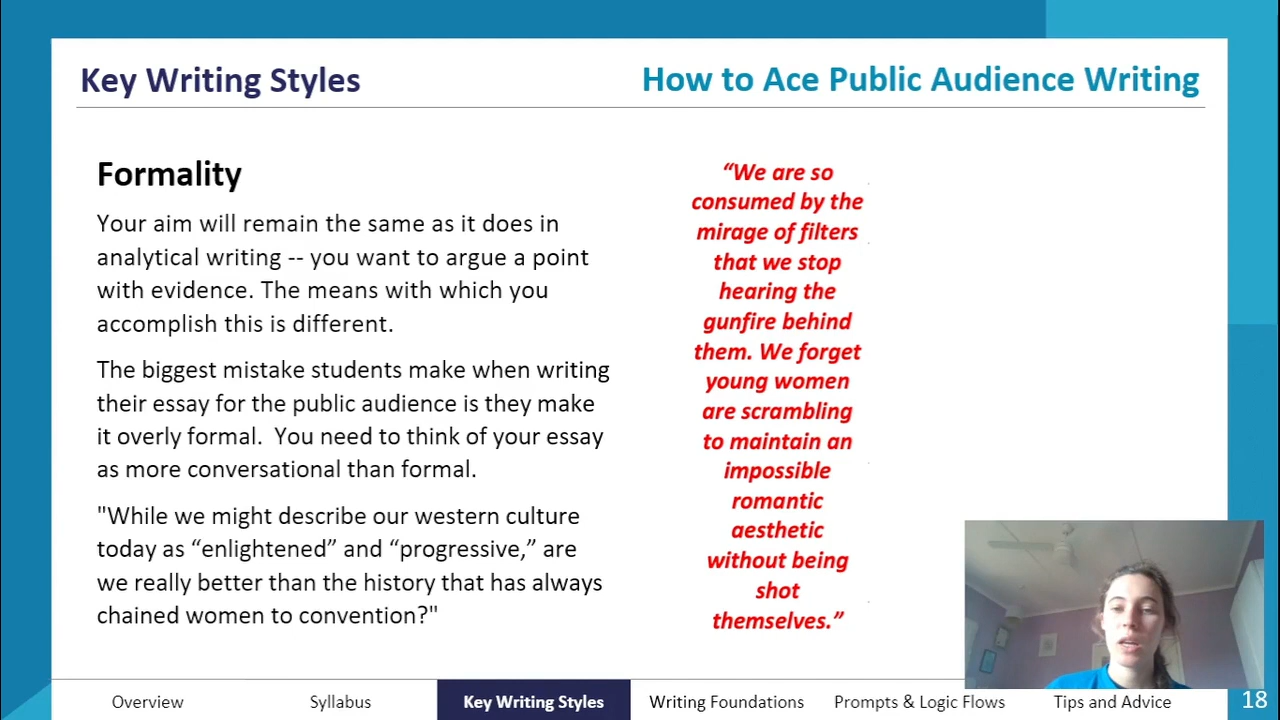 Key Writing Styles
How to Ace Public Audience Writing
Formality
Your aim will remain the same as it does in
analytical writing -- you want to argue a point
with evidence. The means with which you
accomplish this is different.
The biggest mistake students make when writing
their essay for the public audience is they make
it overly formal.  You need to think of your essay
as more conversational than formal.
"While we might describe our western culture
today as “enlightened” and “progressive,” are
we really better than the history that has always
chained women to convention?"
“We are so
consumed by the
mirage of filters
that we stop
hearing the
gunfire behind
them. We forget
young women
are scrambling
to maintain an
impossible
romantic
aesthetic
without being
shot
themselves.”
Overview
Syllabus
Key Writing Styles
Writing Foundations
Prompts & Logic Flows
Tips and Advice
18